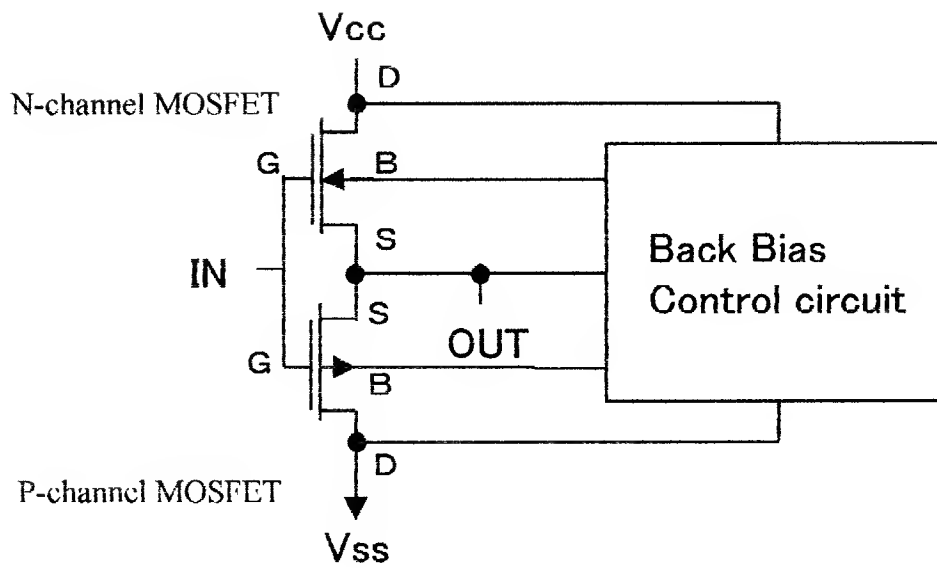 Vcc
D
N-channel MOSFET
G
B
S
IN
Back Bias
Control circuit
S
OUT
G
B
D
P-channel MOSFET
Vss